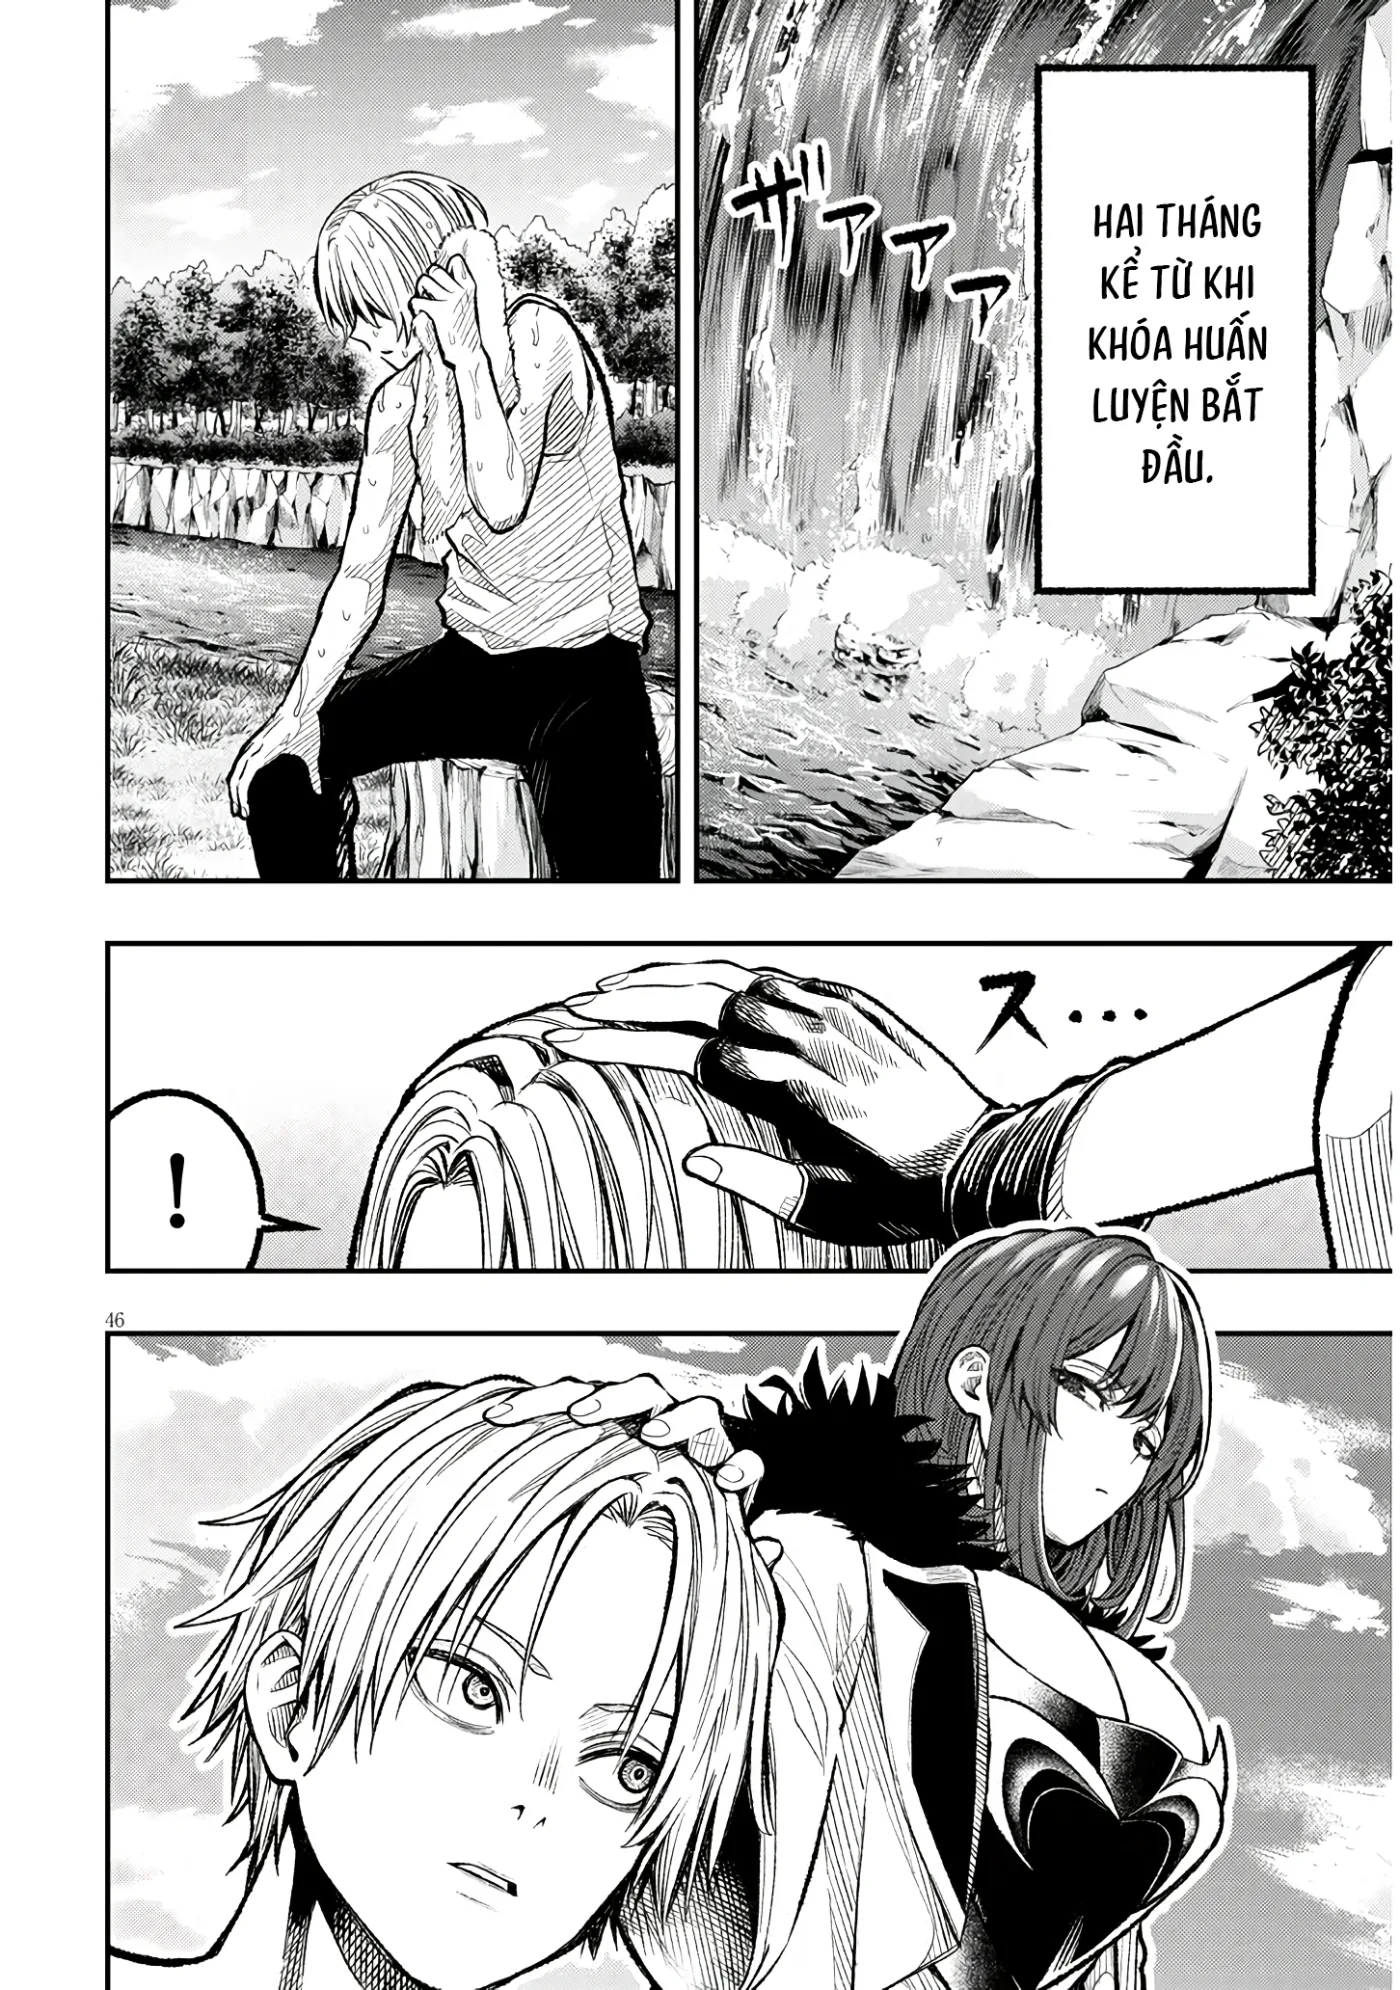 HAI THÁNG
KỂ TỪ KHI
KHÓA HUẤN
LUYỆN BẮT
ĐẦU.
ザァァァ
ス...
!
46